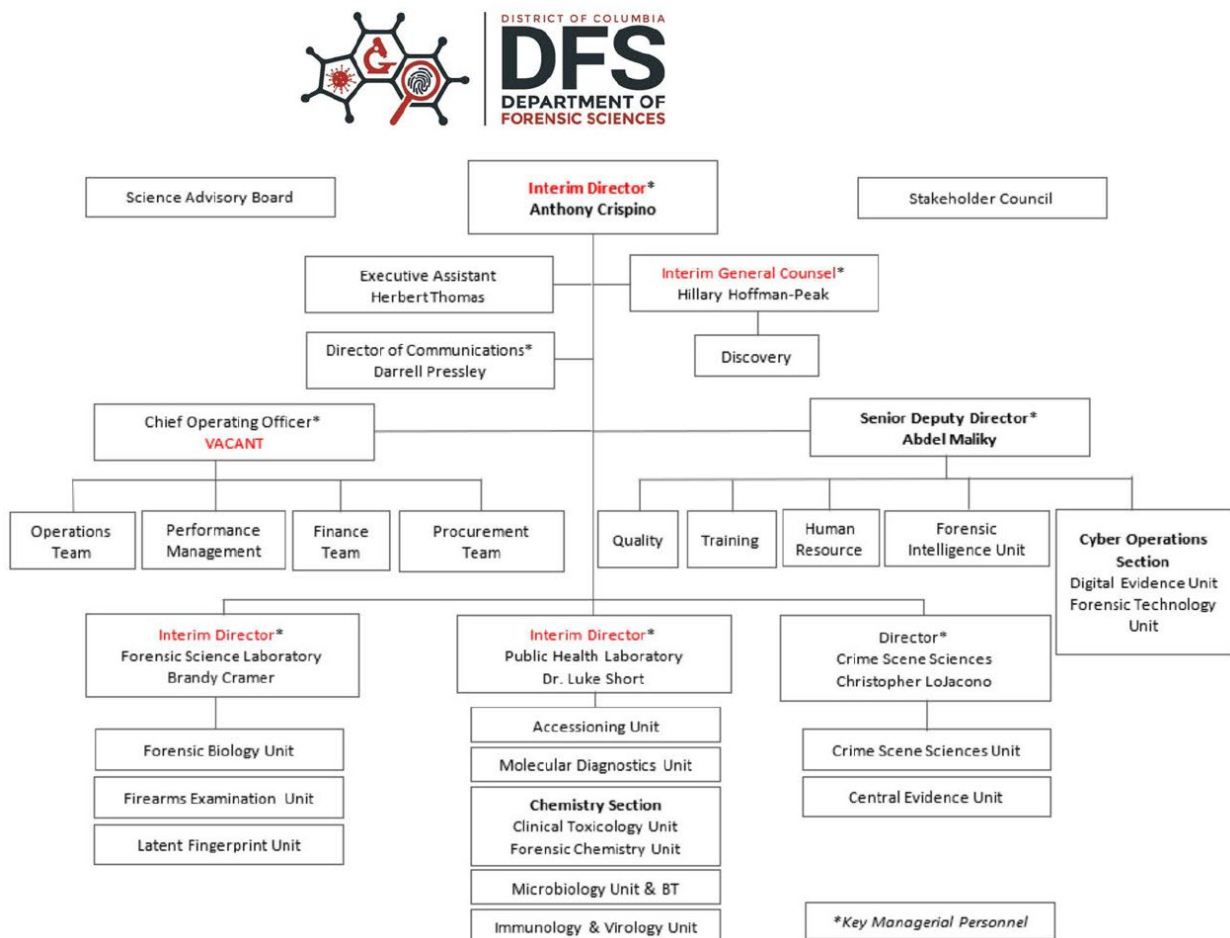 DISTRICT OF COLUMBIA
DFS
DEPARTMENT OF
FORENSIC SCIENCES
Science Advisory Board
Interim Director*
Anthony Crispino
Stakeholder Council
Executive Assistant
Herbert Thomas
Interim General Counsel*
Hillary Hoffman-Peak
Director of Communications*
Darrell Pressley
Discovery
Chief Operating Officer*
VACANT
Senior Deputy Director*
Abdel Maliky
Operations
Team
Performance
Management
Finance
Team
Procurement
Team
Quality
Training
Human
Resource
Forensic
Intelligence Unit
Cyber Operations
Section
Digital Evidence Unit
Forensic Technology
Unit
Interim Director*
Forensic Science Laboratory
Brandy Cramer
Interim Director*
Public Health Laboratory
Dr. Luke Short
Director*
Crime Scene Sciences
Christopher LoJacono
Forensic Biology Unit
Firearms Examination Unit
Latent Fingerprint Unit
Accessioning Unit
Molecular Diagnostics Unit
Chemistry Section
Clinical Toxicology Unit
Forensic Chemistry Unit
Microbiology Unit & BT
Immunology & Virology Unit
Crime Scene Sciences Unit
Central Evidence Unit
*Key Managerial Personnel